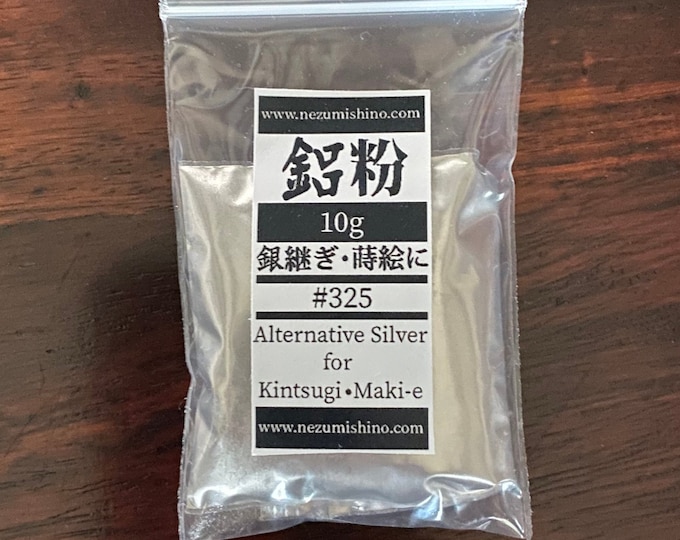 www.nezumishino.com
鋁粉
10g
銀継ぎ・蒔絵に
#325
Alternative Silver
for
Kintsugi・Maki-e
www.nezumishino.com